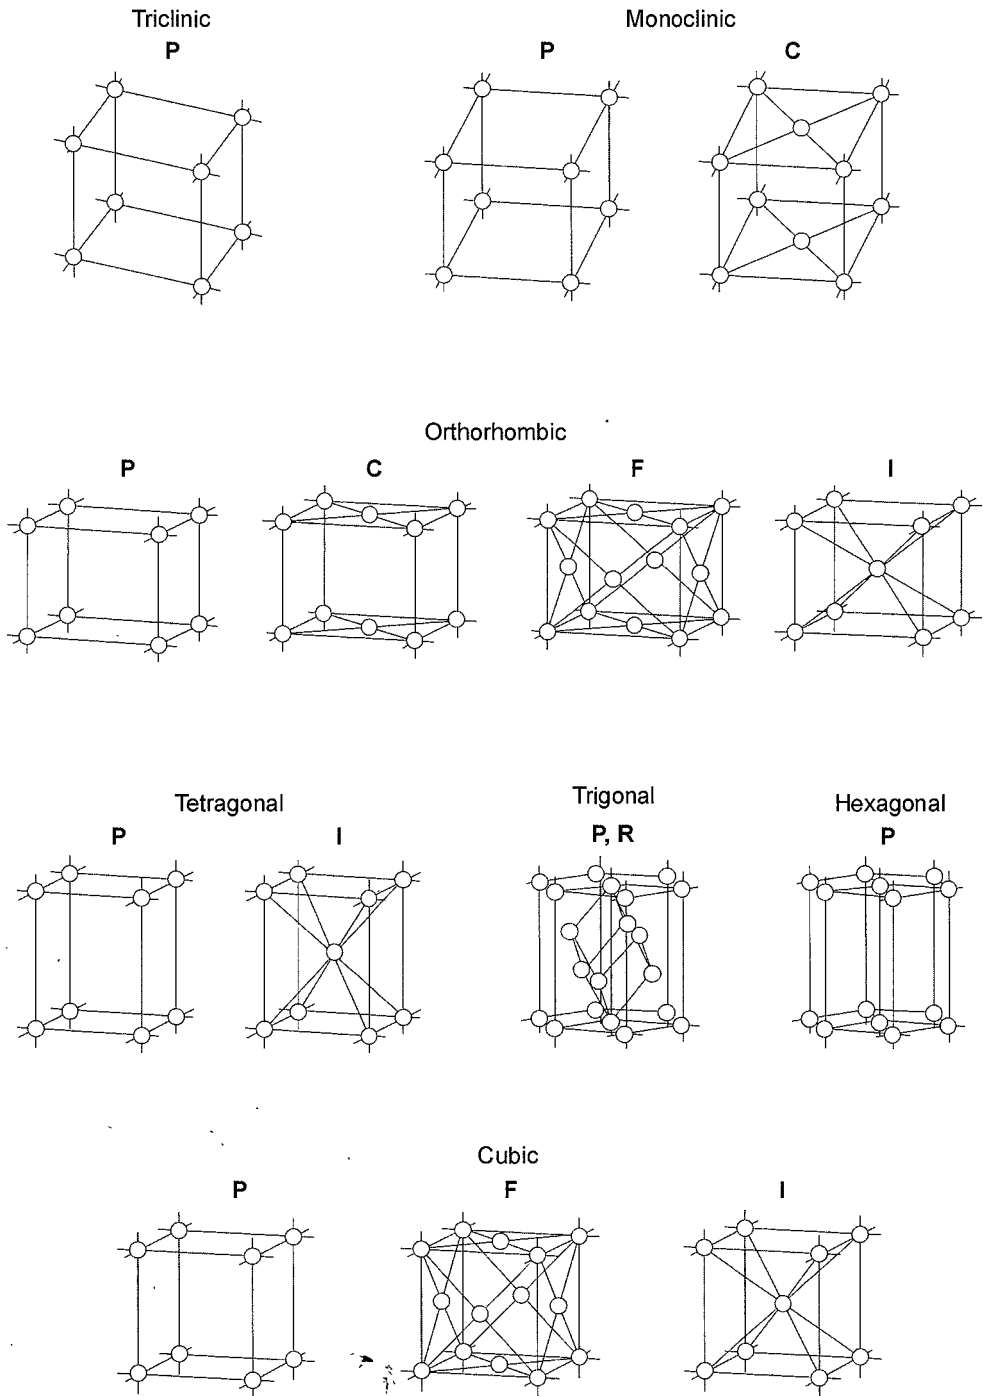 Triclinic Monoclinic
P P C
Orthorhombic
P C F I
Tetragonal Trigonal Hexagonal
P I P, R P
Cubic
P F I